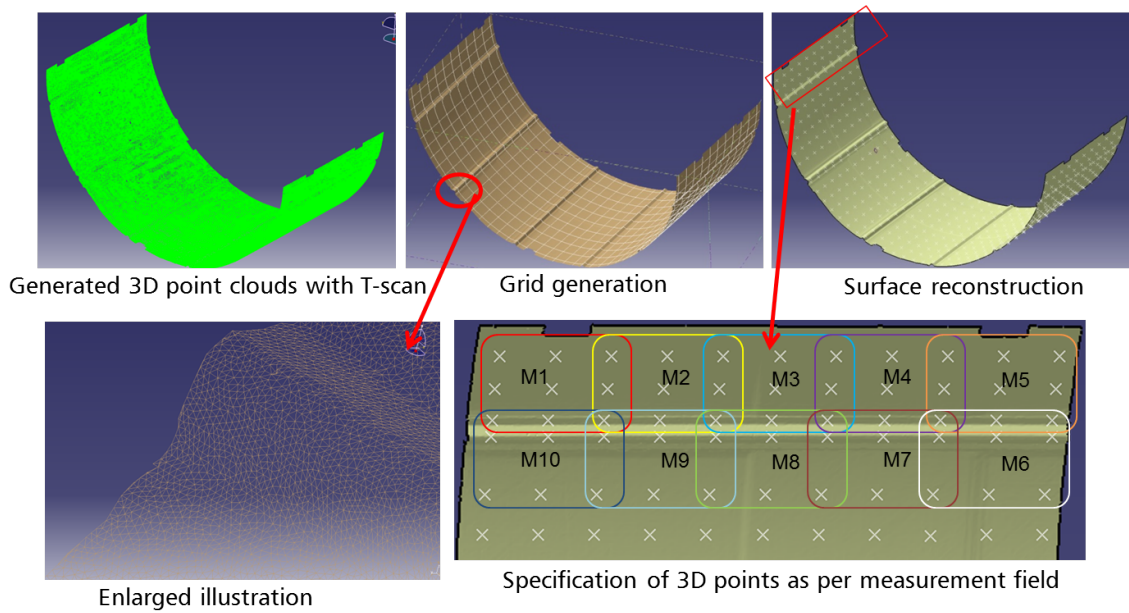 Generated 3D point clouds with T-scan
Grid generation
Surface reconstruction
M1
M2
M3
M4
M5
M10
M9
M8
M7
M6
Enlarged illustration
Specification of 3D points as per measurement field